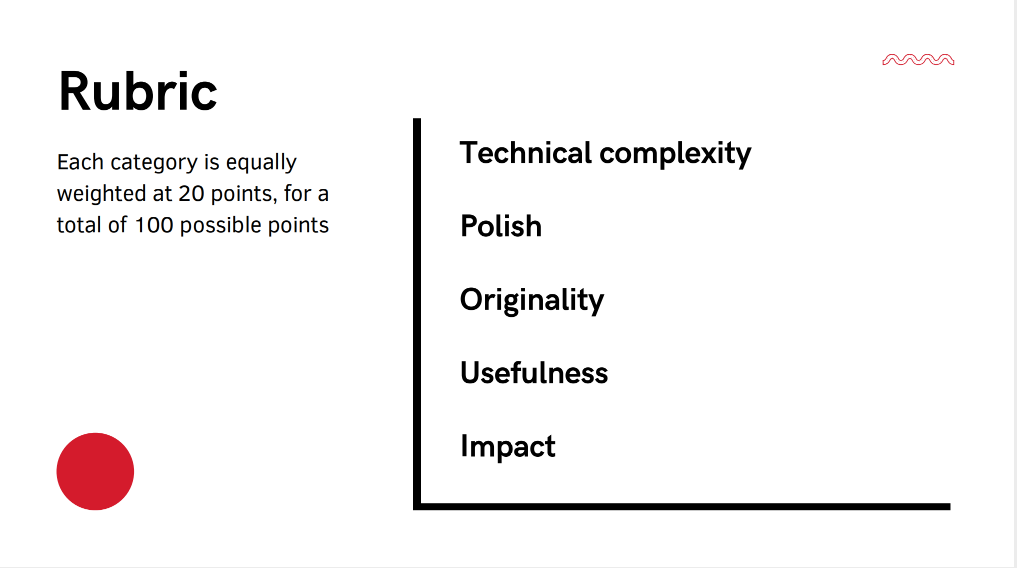 Rubric
Each category is equally
weighted at 20 points, for a
total of 100 possible points
Technical complexity
Polish
Originality
Usefulness
Impact